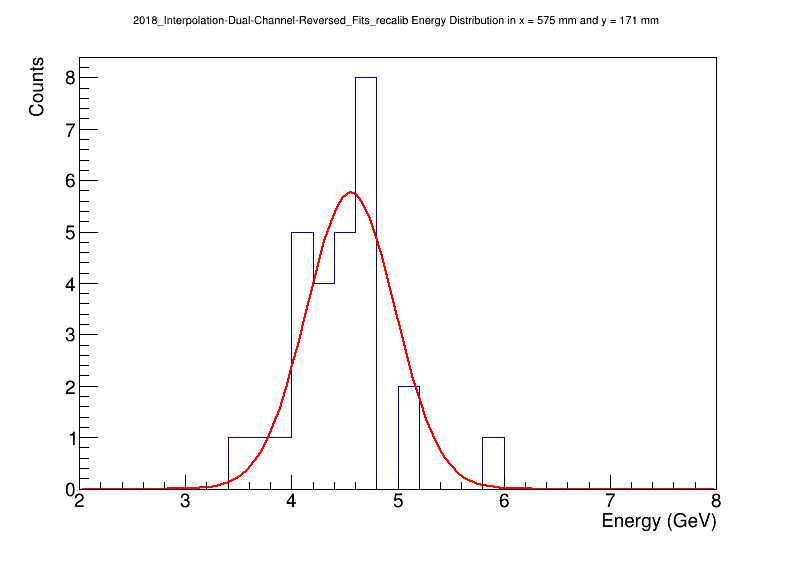 2018_Interpolation-Dual-Channel-Reversed_Fits_recalib Energy Distribution in x = 575 mm and y = 171 mm
Counts
8
7
6
5
4
3
2
1
0
2 3 4 5 6 7 8
Energy (GeV)